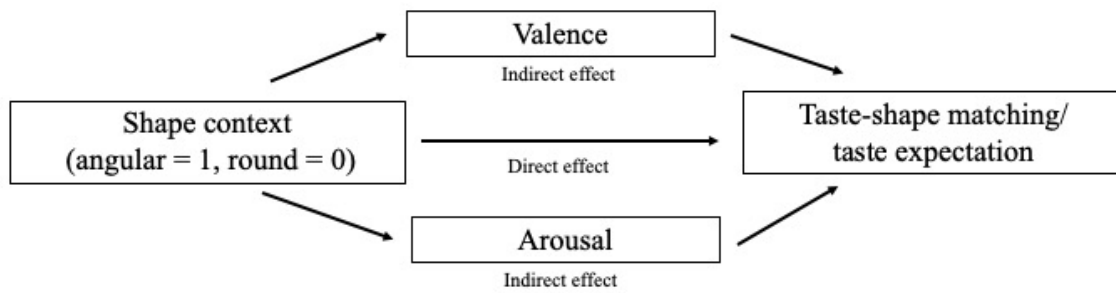 Valence
Indirect effect
Shape context
(angular = 1, round = 0)
Direct effect
Taste-shape matching/
taste expectation
Arousal
Indirect effect